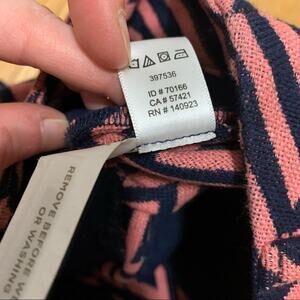 397536
ID # 70166
CA # 57421
RN # 140923
REMOVE BEFORE W
OR WASHING